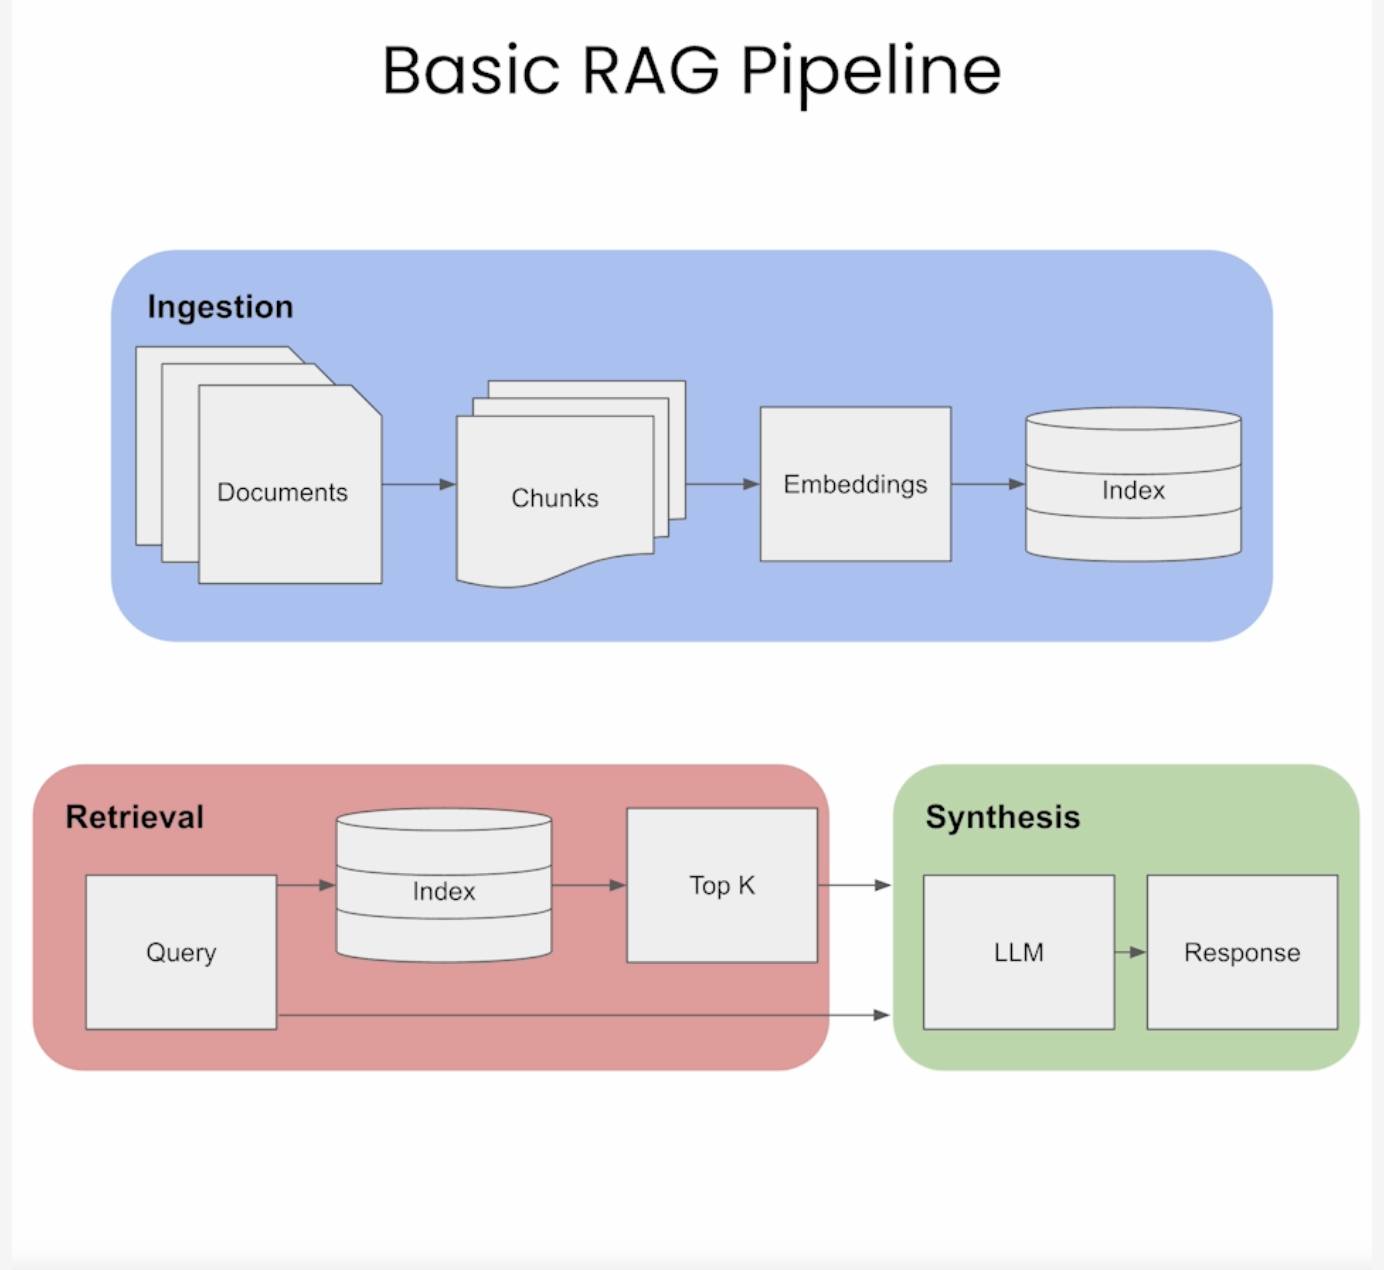 Basic RAG Pipeline
Ingestion
Documents
Chunks
Embeddings
Index
Retrieval
Query
Index
Top K
Synthesis
LLM
Response